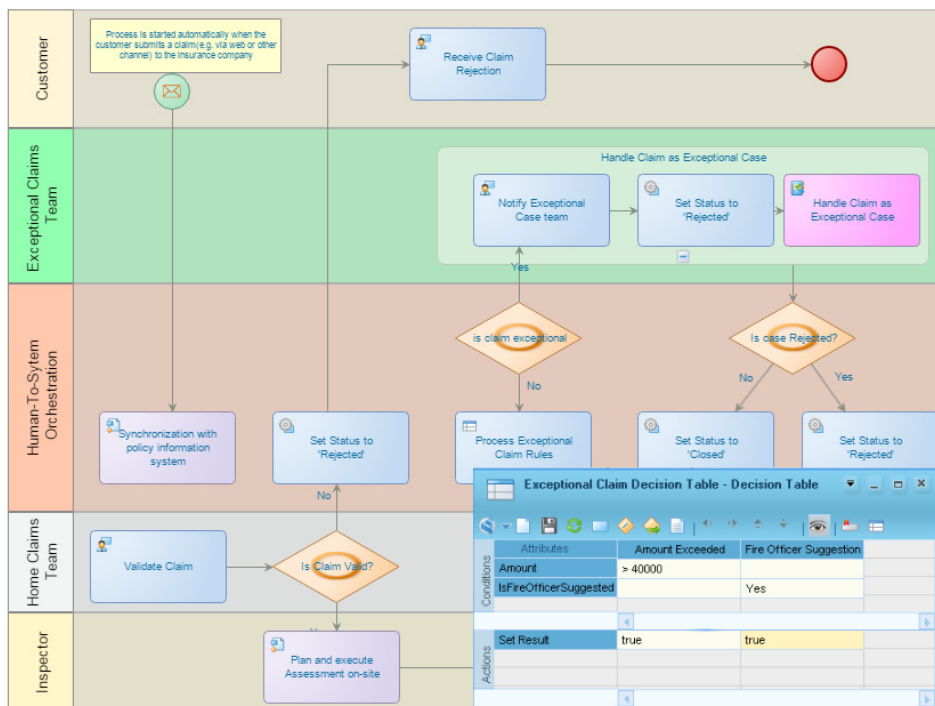 Customer
Process is started automatically when the
customer submits a claim(e.g. via web or other
channel) to the insurance company
Receive Claim
Rejection
Exceptional Claims
Team
Handle Claim as Exceptional Case
Notify Exceptional
Case team
Set Status to
'Rejected'
Handle Claim as
Exceptional Case
Yes
Human-To-Sytem
Orchestration
is claim exceptional
Is case Rejected?
No
No
Yes
Synchronization with
policy information
system
Set Status to
'Rejected'
Process Exceptional
Claim Rules
Set Status to
'Closed'
Set Status to
'Rejected'
No
Home Claims
Team
Validate Claim
Is Claim Valid?
Inspector
Plan and execute
Assessment on-site
Exceptional Claim Decision Table - Decision Table
Conditions
Attributes Amount Exceeded Fire Officer Suggestion
Amount > 40000
IsFireOfficerSuggested Yes
Actions
Set Result true true